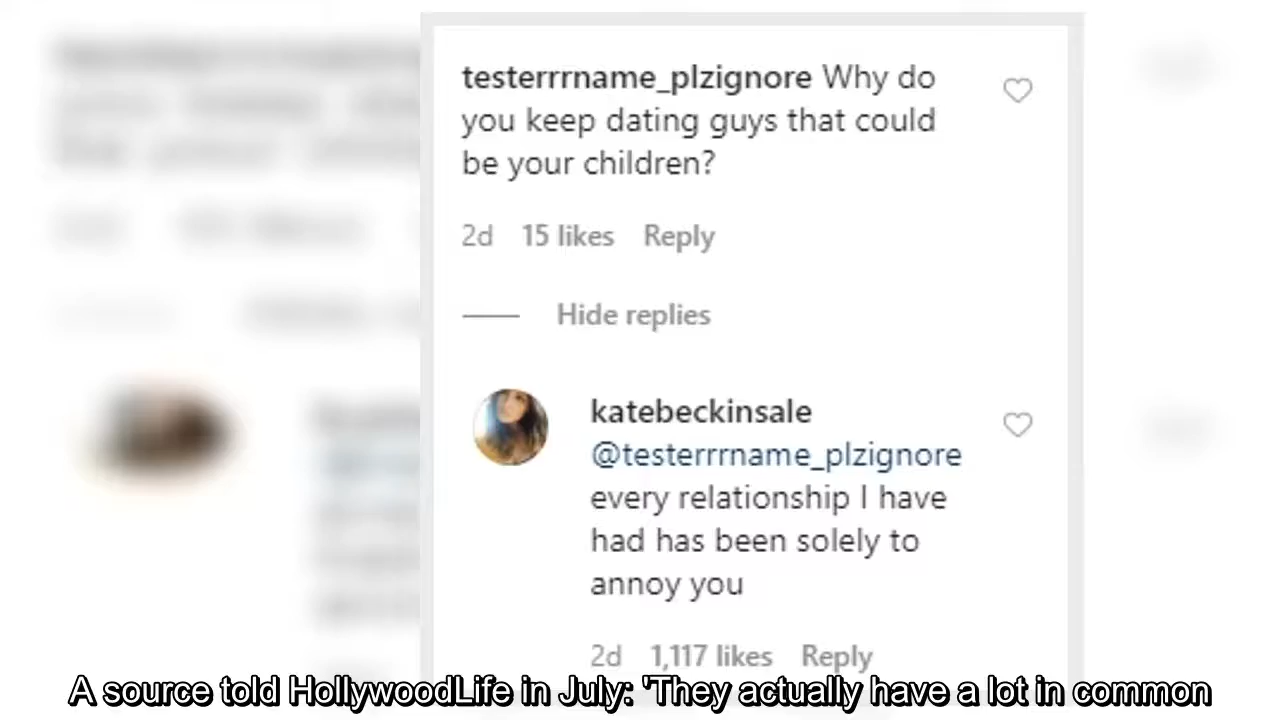 testerrrname_plzignore Why do
you keep dating guys that could
be your children?
2d 15 likes Reply
Hide replies
katebeckinsale
@testerrrname_plzignore
every relationship I have
had has been solely to
annoy you
2d 1,117 likes Reply
A source told HollywoodLife in July: 'They actually have a lot in common